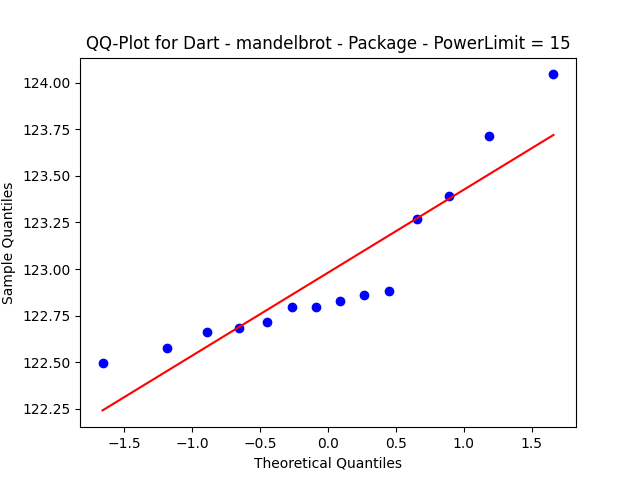 QQ-Plot for Dart - mandelbrot - Package - PowerLimit = 15
Sample Quantiles
124.00
123.75
123.50
123.25
123.00
122.75
122.50
122.25
−1.5 −1.0 −0.5 0.0 0.5 1.0 1.5
Theoretical Quantiles